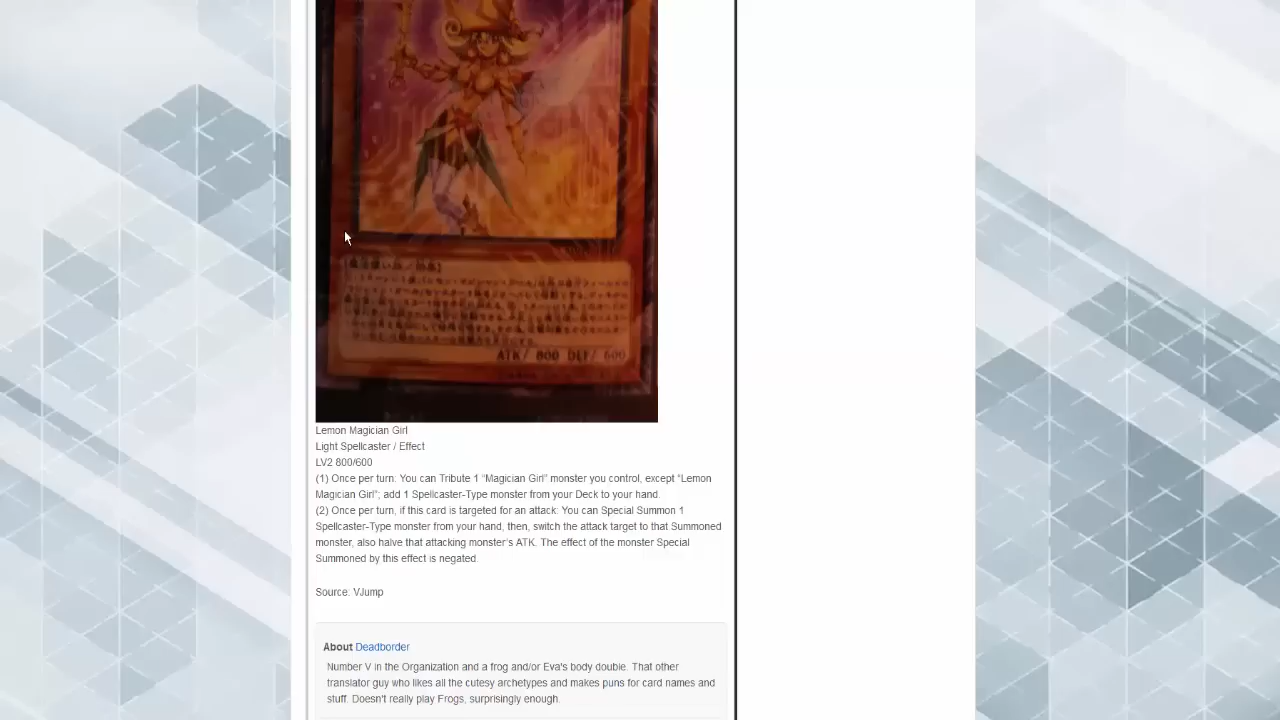 ATK/ 800 DEF/ 600
Lemon Magician Girl
Light Spellcaster / Effect
LV2 800/600
(1) Once per turn: You can Tribute 1 “Magician Girl” monster you control, except “Lemon
Magician Girl”; add 1 Spellcaster-Type monster from your Deck to your hand.
(2) Once per turn, if this card is targeted for an attack: You can Special Summon 1
Spellcaster-Type monster from your hand, then, switch the attack target to that Summoned
monster, also halve that attacking monster’s ATK. The effect of the monster Special
Summoned by this effect is negated.
Source: VJump
About Deadborder
Number V in the Organization and a frog and/or Eva's body double. That other
translator guy who likes all the cutesy archetypes and makes puns for card names and
stuff. Doesn't really play Frogs, surprisingly enough.